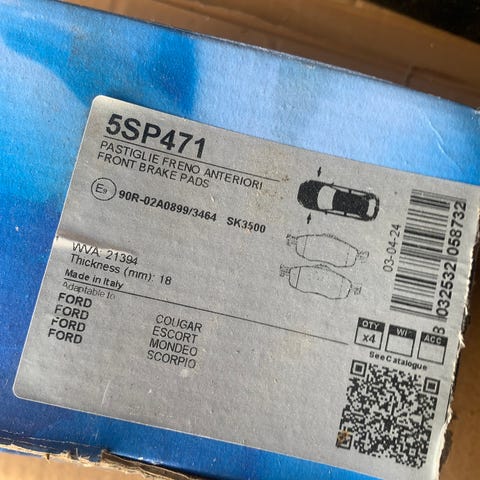 5SP471
PASTIGLIE FRENO ANTERIORI
FRONT BRAKE PADS
E9 90R-02A0899/3464 SK3500
WVA: 21394
Thickness (mm): 18
Made in Italy
Adaptable to
FORD COUGAR
FORD ESCORT
FORD MONDEO
FORD SCORPIO
03-04-24
8 032532 058732
QTY x4
WI
ACC
See Catalogue